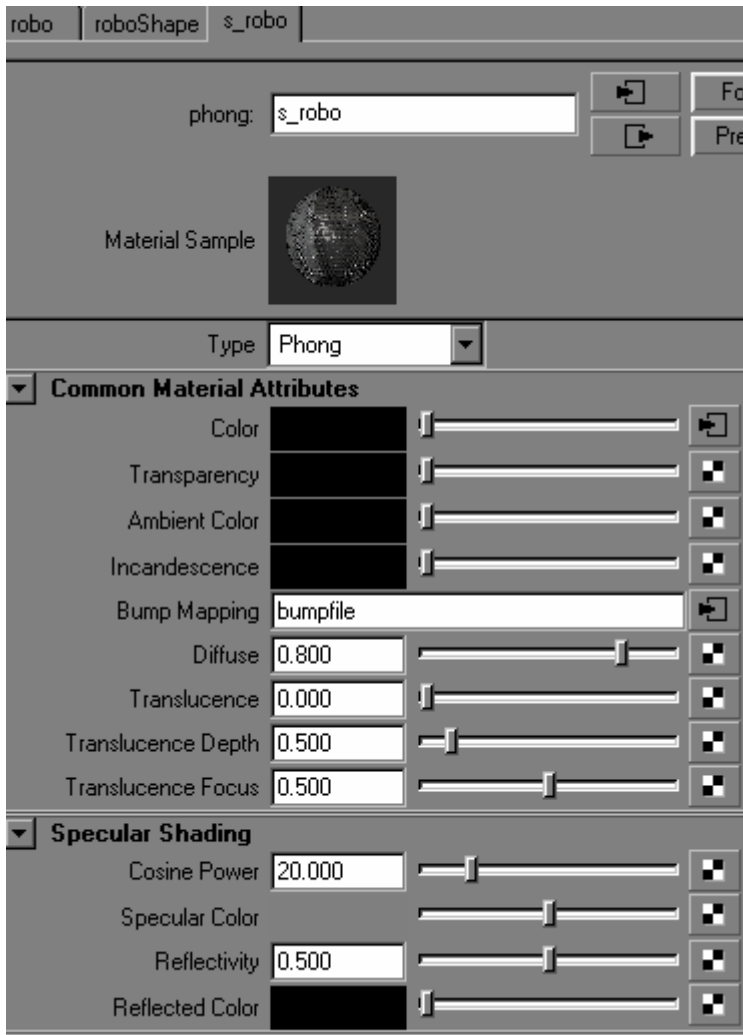 robo roboShape s_robo
Fo
phong: s_robo
Pre
Material Sample
Type Phong
Common Material Attributes
Color
Transparency
Ambient Color
Incandescence
Bump Mapping bumpfile
Diffuse 0.800
Translucence 0.000
Translucence Depth 0.500
Translucence Focus 0.500
Specular Shading
Cosine Power 20.000
Specular Color
Reflectivity 0.500
Reflected Color